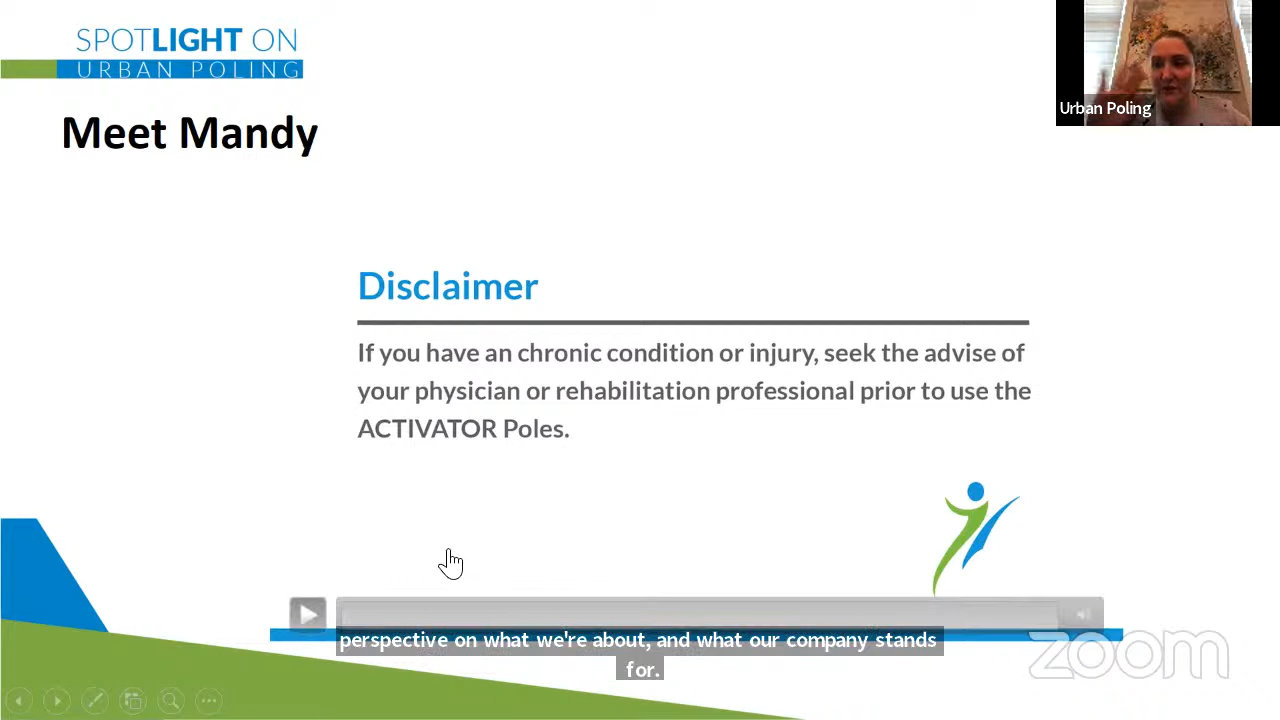 SPOTLIGHT ON
URBAN POLING
Urban Poling
Meet Mandy
Disclaimer
If you have an chronic condition or injury, seek the advise of
your physician or rehabilitation professional prior to use the
ACTIVATOR Poles.
perspective on what we're about, and what our company stands
for.
zoom